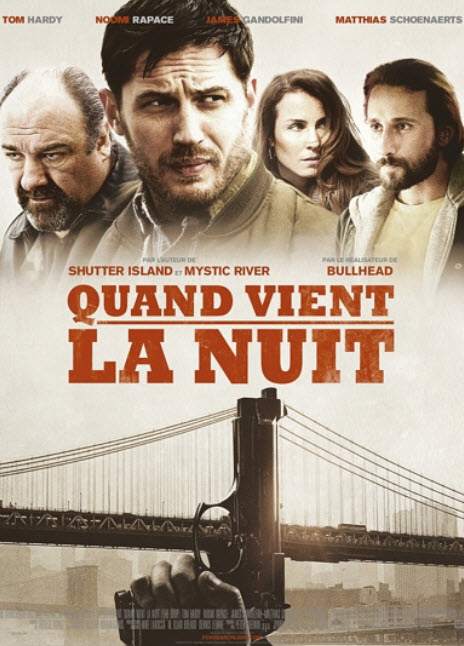 TOM HARDY NOOMI RAPACE JAMES GANDOLFINI MATTHIAS SCHOENAERTS
PAR L'AUTEUR DE PAR LE RÉALISATEUR DE
SHUTTER ISLAND ET MYSTIC RIVER BULLHEAD
QUAND VIENT
LA NUIT